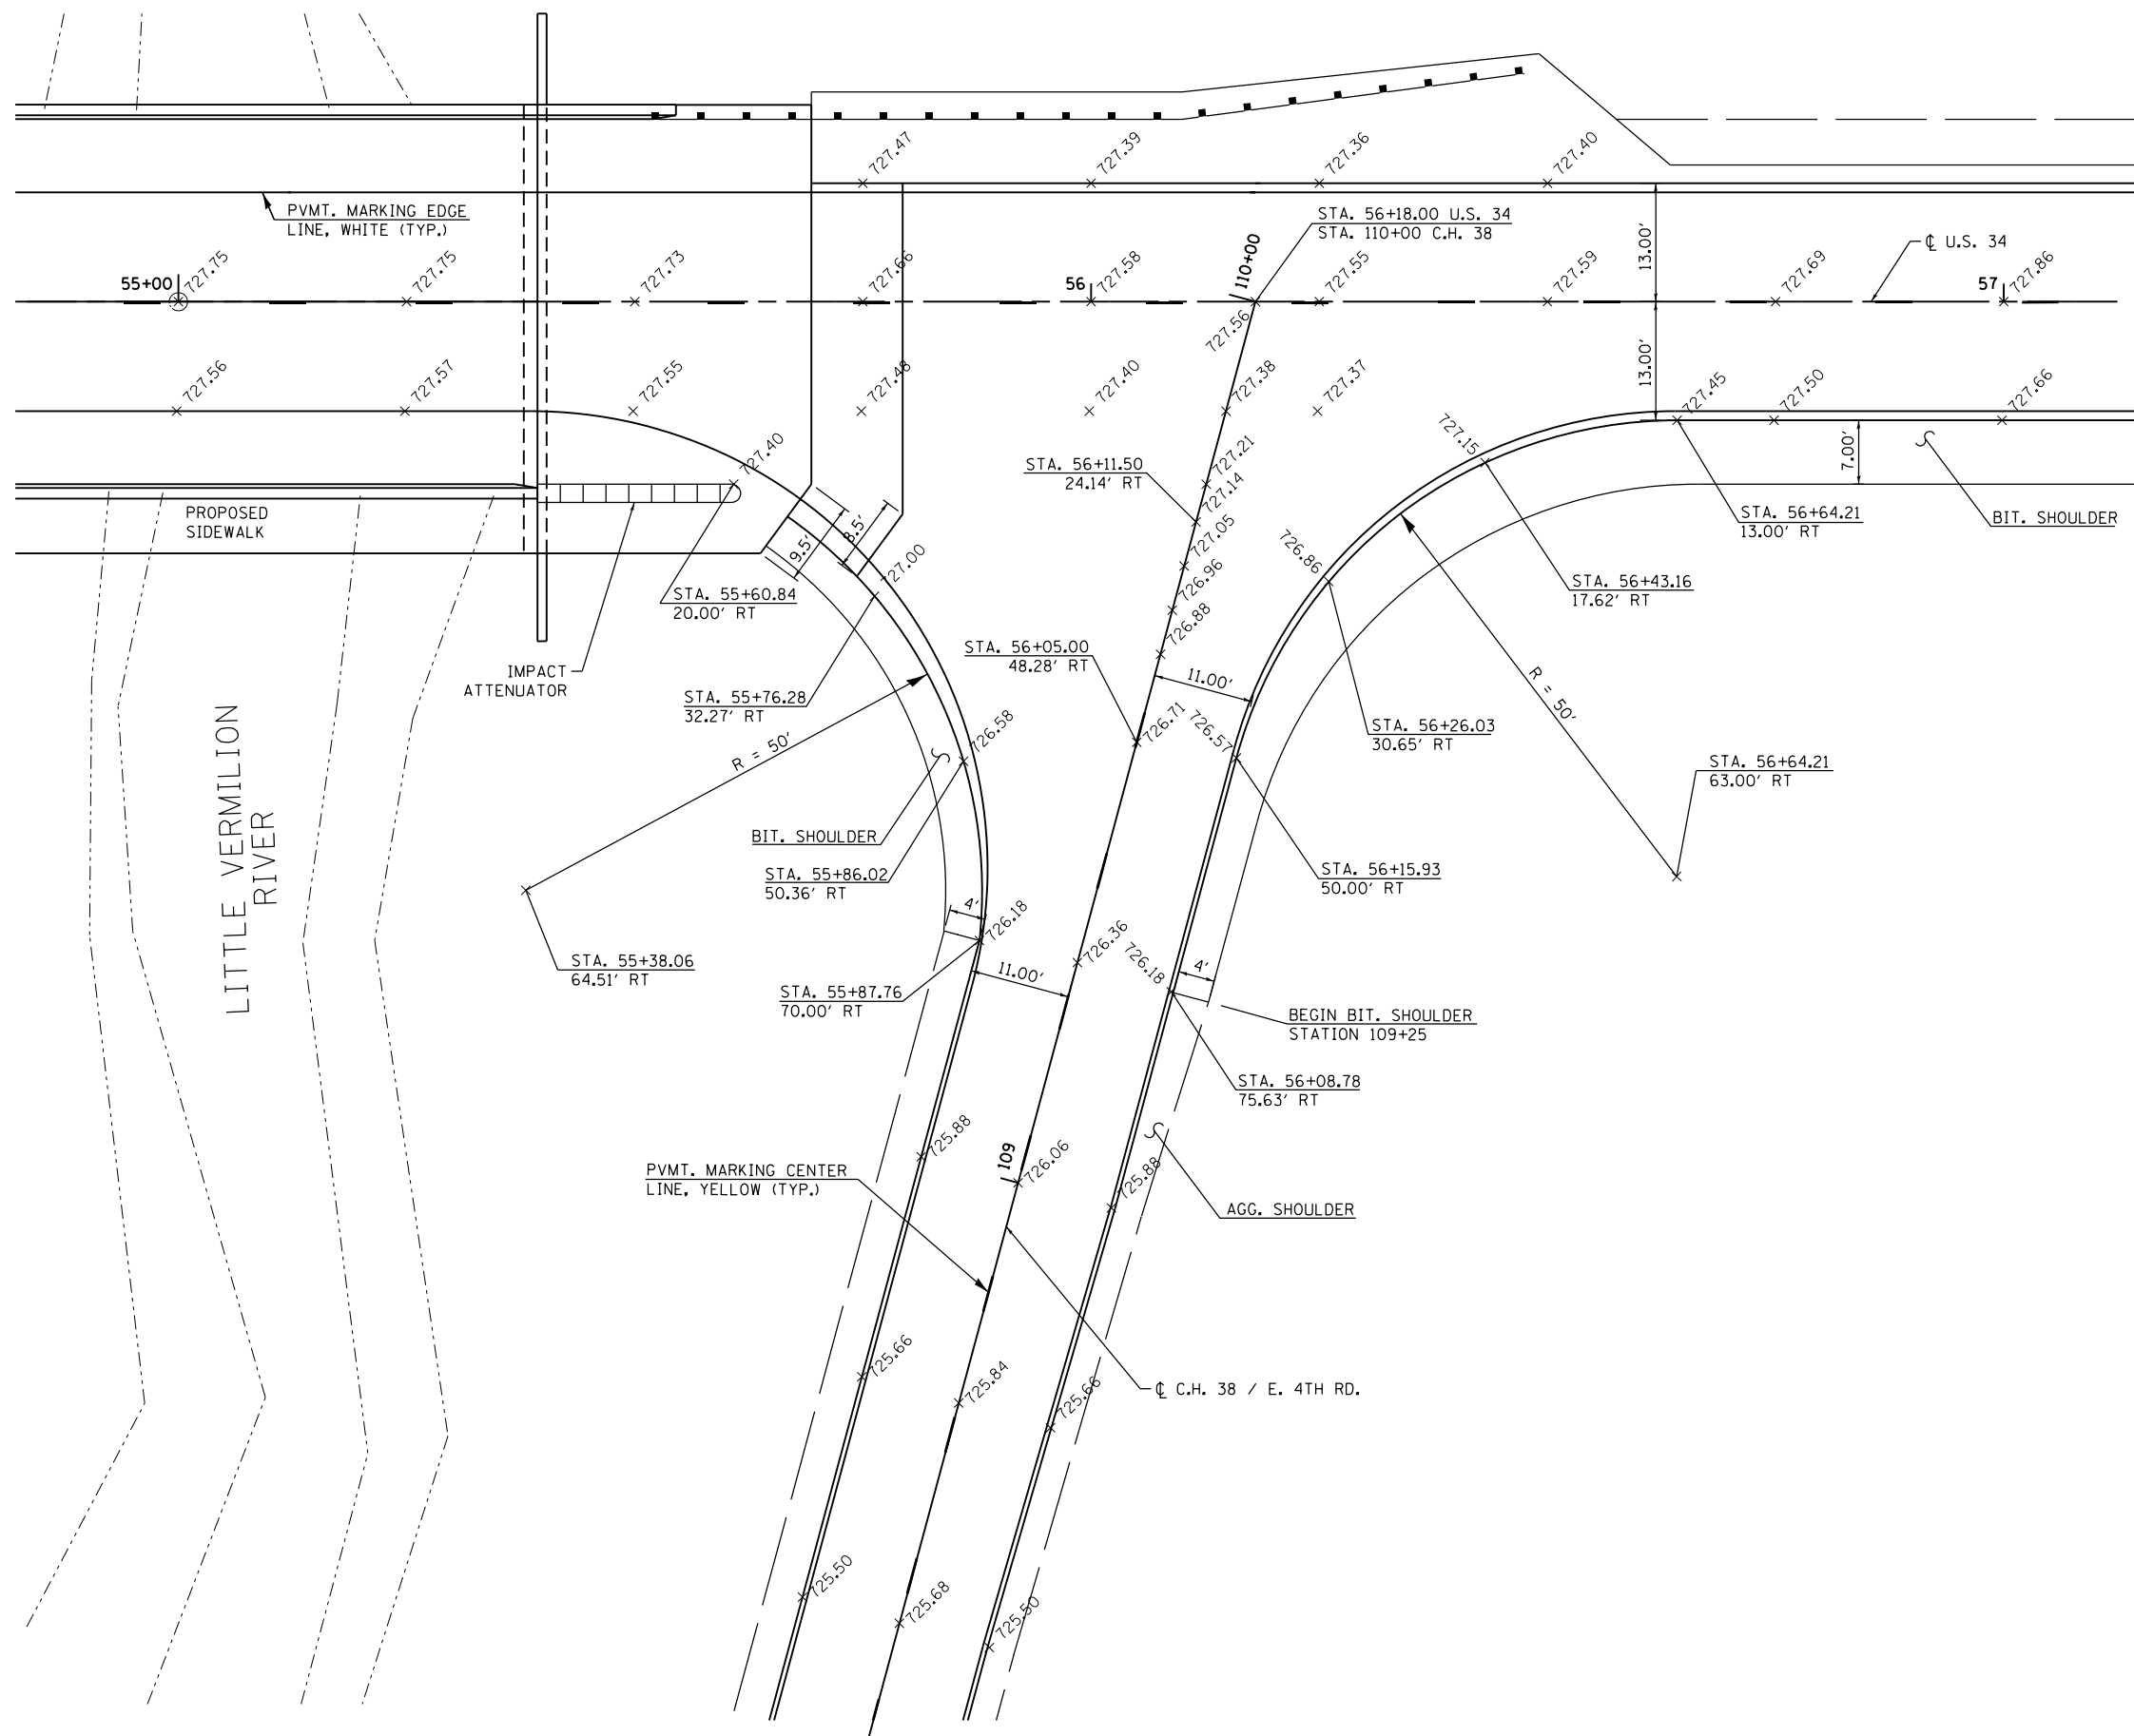 727.47
727.39
727.36
727.40
PVMT. MARKING EDGE
LINE, WHITE (TYP.)
STA. 56+18.00 U.S. 34
STA. 110+00 C.H. 38
110+00
13.00'
℄ U.S. 34
55+00
727.75
727.75
727.73
727.66
56
727.58
727.55
727.59
727.69
57
727.86
727.56
727.56
727.57
727.55
727.48
727.40
727.38
727.37
13.00'
727.45
727.50
727.66
727.40
727.15
7.00'
STA. 56+11.50
24.14' RT
727.21
727.14
727.05
726.96
726.88
PROPOSED
SIDEWALK
9.5'
8.5'
727.00
726.86
STA. 56+64.21
13.00' RT
BIT. SHOULDER
STA. 55+60.84
20.00' RT
STA. 56+43.16
17.62' RT
IMPACT
ATTENUATOR
STA. 56+05.00
48.28' RT
11.00'
STA. 55+76.28
32.27' RT
R = 50'
726.58
726.71
726.57
STA. 56+26.03
30.65' RT
R = 50'
STA. 56+64.21
63.00' RT
LITTLE VERMILION
RIVER
BIT. SHOULDER
STA. 55+86.02
50.36' RT
STA. 56+15.93
50.00' RT
4'
726.18
STA. 55+38.06
64.51' RT
STA. 55+87.76
70.00' RT
11.00'
726.36
726.18
4'
BEGIN BIT. SHOULDER
STATION 109+25
STA. 56+08.78
75.63' RT
725.88
109
726.06
725.88
PVMT. MARKING CENTER
LINE, YELLOW (TYP.)
AGG. SHOULDER
725.66
725.84
725.66
℄ C.H. 38 / E. 4TH RD.
725.50
725.68
725.50